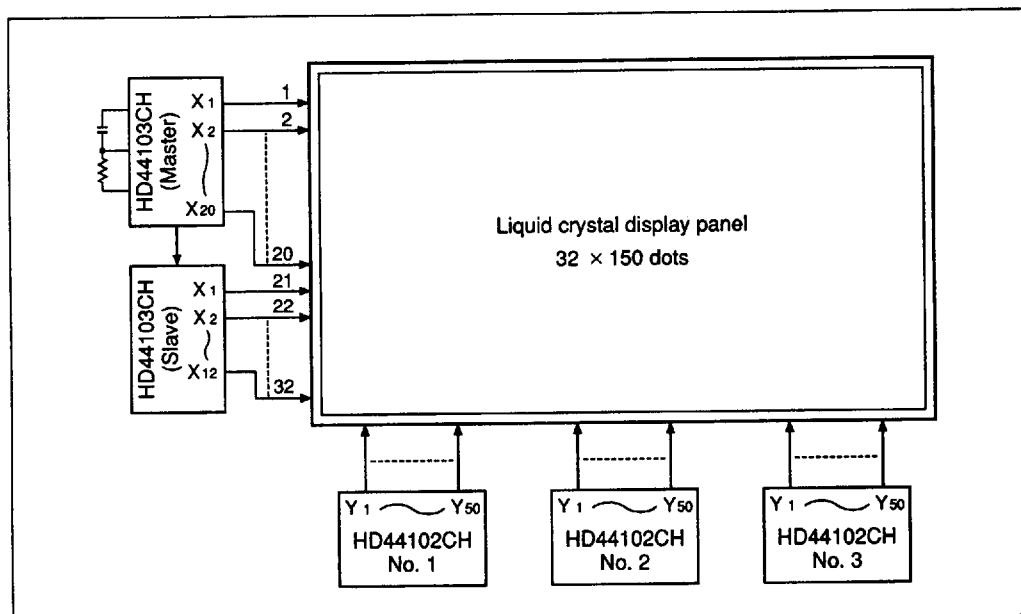 HD44103CH
(Master)
X1
X2
X20
1
2
20
HD44103CH
(Slave)
X1
X2
X12
21
22
32
Liquid crystal display panel
32 × 150 dots
Y1 Y50
HD44102CH
No. 1
Y1 Y50
HD44102CH
No. 2
Y1 Y50
HD44102CH
No. 3